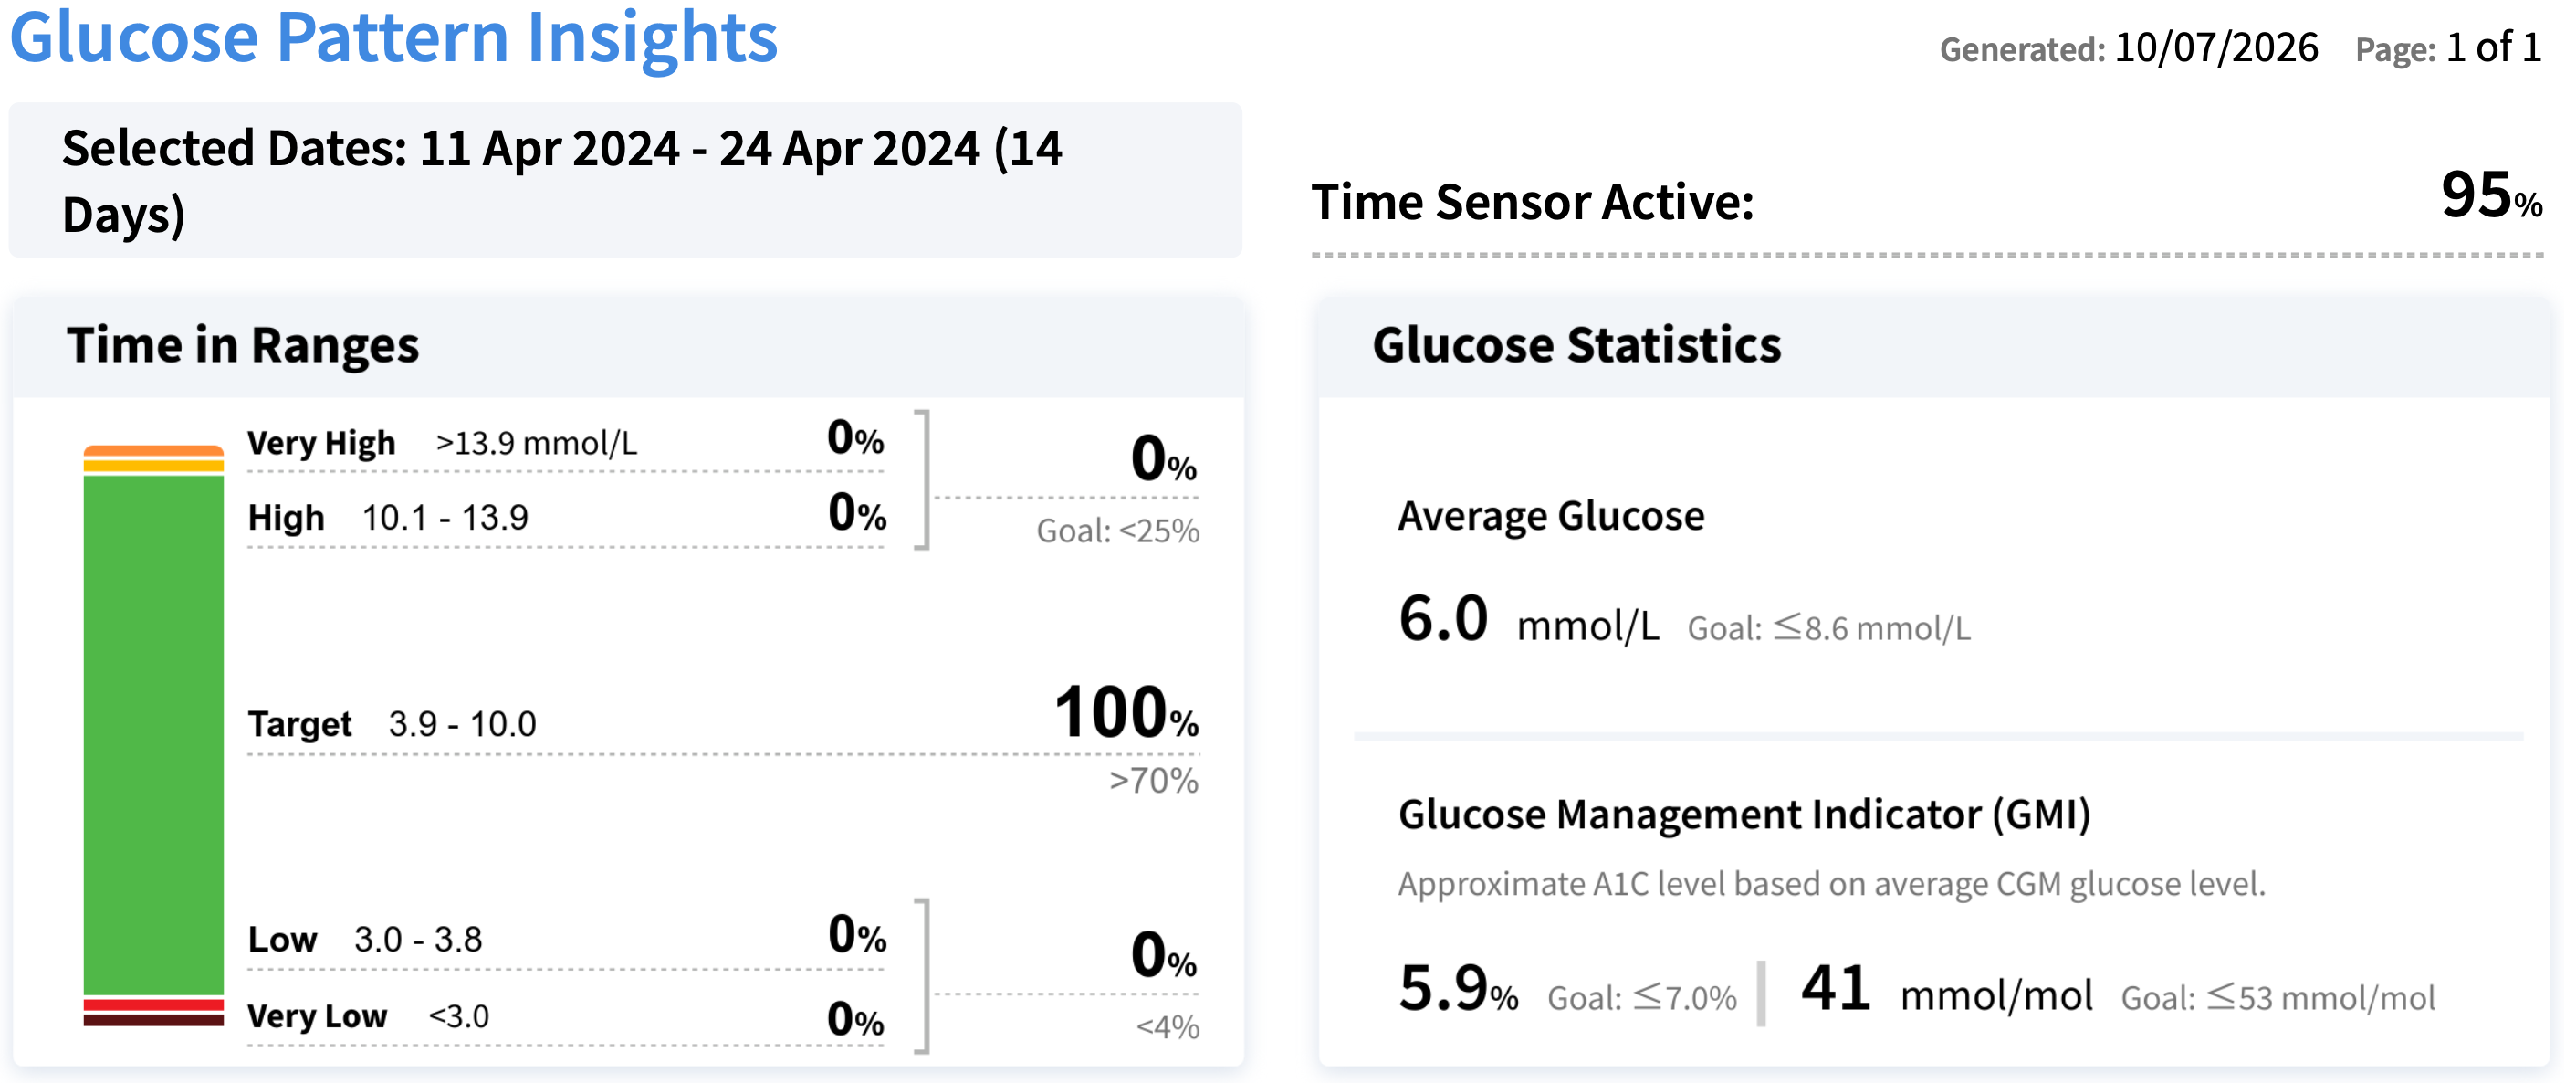 Glucose Pattern Insights
Generated: 10/07/2026 Page: 1 of 1
Selected Dates: 11 Apr 2024 - 24 Apr 2024 (14
Days)
Time Sensor Active: 95%
Time in Ranges
Very High >13.9 mmol/L 0%
High 10.1 - 13.9 0%
0%
Goal: <25%
Target 3.9 - 10.0 100%
>70%
Low 3.0 - 3.8 0%
Very Low <3.0 0%
0%
<4%
Glucose Statistics
Average Glucose
6.0 mmol/L Goal: ≤8.6 mmol/L
Glucose Management Indicator (GMI)
Approximate A1C level based on average CGM glucose level.
5.9% Goal: ≤7.0% 41 mmol/mol Goal: ≤53 mmol/mol